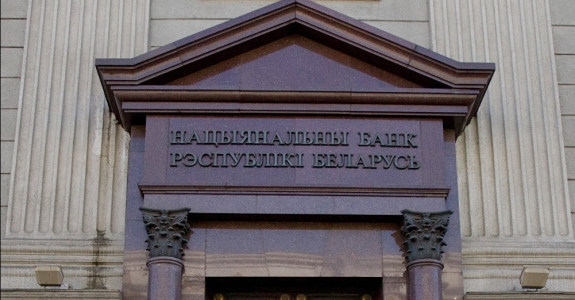 НАЦЫЯНАЛЬНЫ БАНК
РЭСПУБЛІКІ БЕЛАРУСЬ